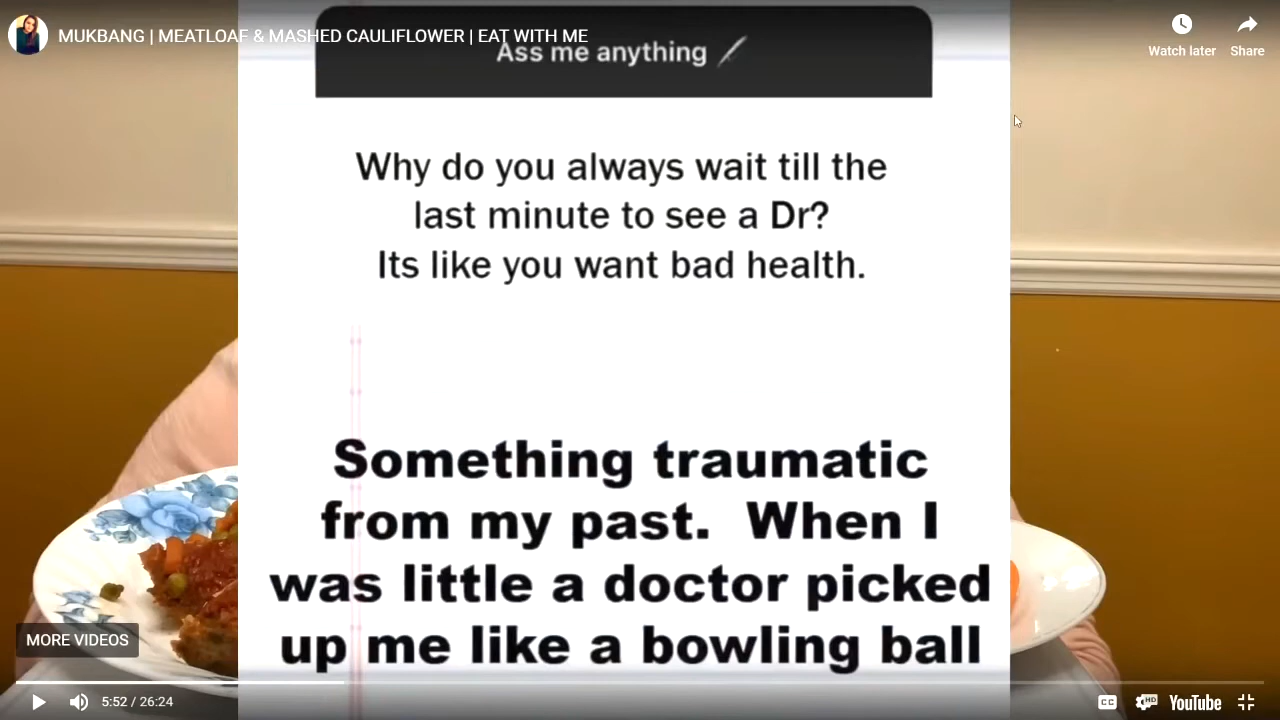 MUKBANG | MEATLOAF & MASHED CAULIFLOWER | EAT WITH ME
Watch later
Share
Ass me anything
Why do you always wait till the
last minute to see a Dr?
Its like you want bad health.
Something traumatic
from my past. When I
was little a doctor picked
up me like a bowling ball
MORE VIDEOS
5:52 / 26:24
CC
HD
YouTube